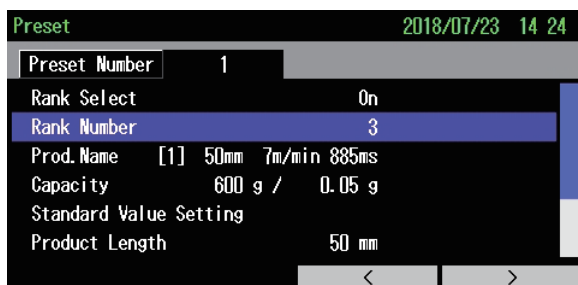 Preset 2018/07/23 14 24
Preset Number 1
Rank Select On
Rank Number 3
Prod.Name [1] 50mm 7m/min 885ms
Capacity 600 g / 0.05 g
Standard Value Setting
Product Length 50 mm
< >